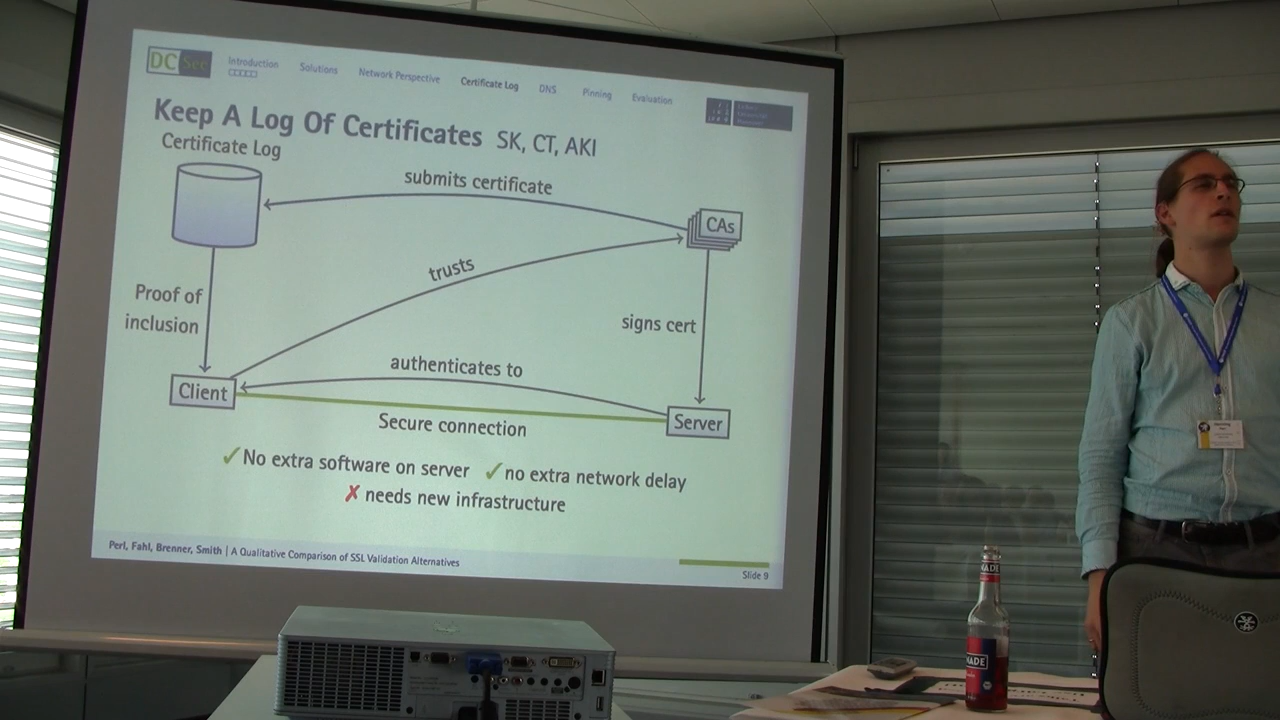 DC Sec
Introduction Solutions Network Perspective Certificate Log DNS Pinning Evaluation
Keep A Log Of Certificates SK, CT, AKI
Certificate Log
submits certificate
CAs
trusts
Proof of
inclusion
signs cert
authenticates to
Client
Server
Secure connection
✓No extra software on server ✓no extra network delay
✗ needs new infrastructure
Perl, Fahl, Brenner, Smith | A Qualitative Comparison of SSL Validation Alternatives
Slide 9